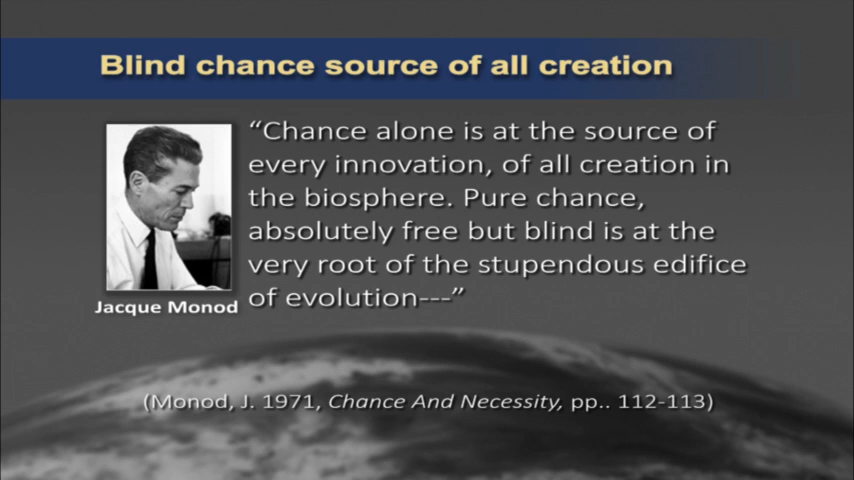 Blind chance source of all creation
“Chance alone is at the source of
every innovation, of all creation in
the biosphere. Pure chance,
absolutely free but blind is at the
very root of the stupendous edifice
of evolution---”
Jacque Monod
(Monod, J. 1971, Chance And Necessity, pp.. 112-113)